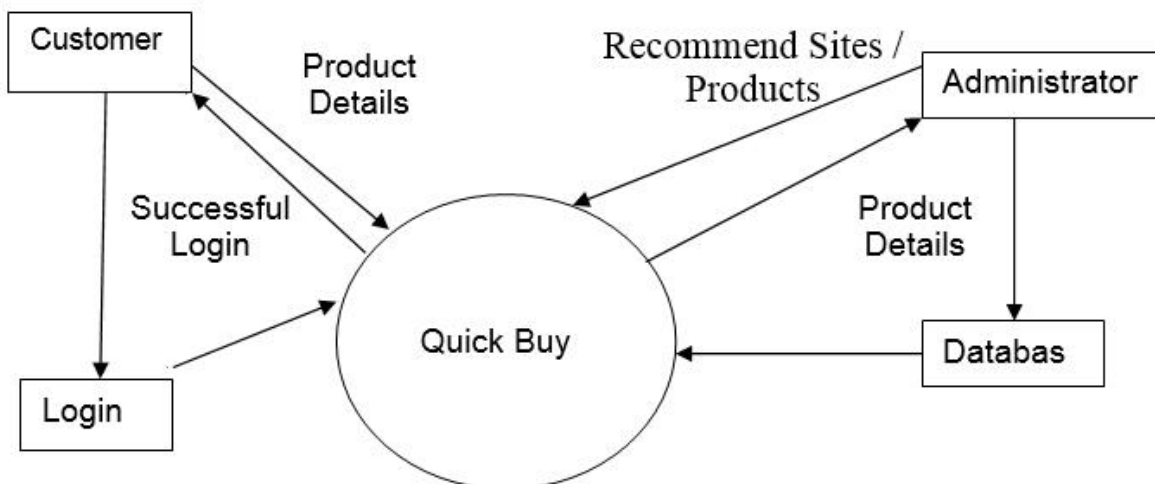 Customer
Product
Details
Recommend Sites /
Products
Administrator
Successful
Login
Product
Details
Quick Buy
Databas
Login